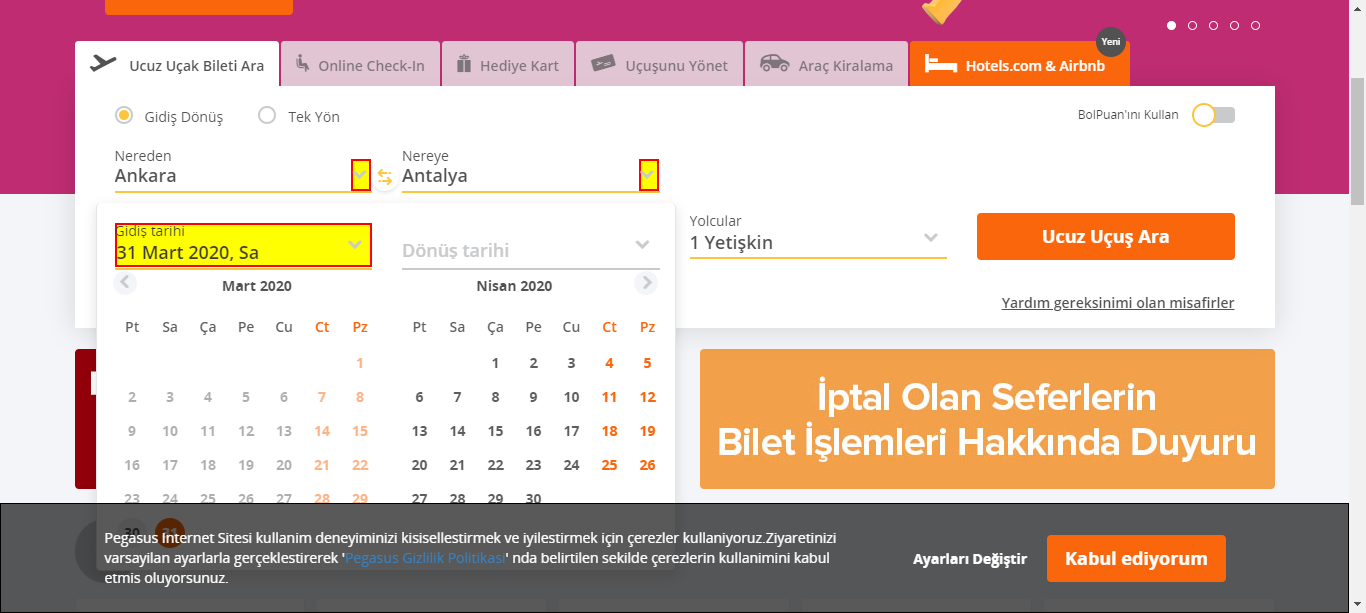 Yeni
Ucuz Uçak Bileti Ara
Online Check-In
Hediye Kart
Uçuşunu Yönet
Araç Kiralama
Hotels.com & Airbnb
Gidiş Dönüş
Tek Yön
BolPuan'ını Kullan
Nereden
Ankara
Nereye
Antalya
Gidiş tarihi
31 Mart 2020, Sa
Dönüş tarihi
Yolcular
1 Yetişkin
Ucuz Uçuş Ara
Yardım gereksinimi olan misafirler
Mart 2020
Pt Sa Ça Pe Cu Ct Pz
1
2 3 4 5 6 7 8
9 10 11 12 13 14 15
16 17 18 19 20 21 22
23 24 25 26 27 28 29
30 31
Nisan 2020
Pt Sa Ça Pe Cu Ct Pz
1 2 3 4 5
6 7 8 9 10 11 12
13 14 15 16 17 18 19
20 21 22 23 24 25 26
27 28 29 30
İptal Olan Seferlerin
Bilet İşlemleri Hakkında Duyuru
Pegasus Internet Sitesi kullanim deneyiminizi kisisellestirmek ve iyilestirmek için çerezler kullaniyoruz.Ziyaretinizi
varsayilan ayarlarla gerçeklestirerek 'Pegasus Gizlilik Politikasi' nda belirtilen sekilde çerezlerin kullanimini kabul
etmis oluyorsunuz.
Ayarları Değiştir
Kabul ediyorum